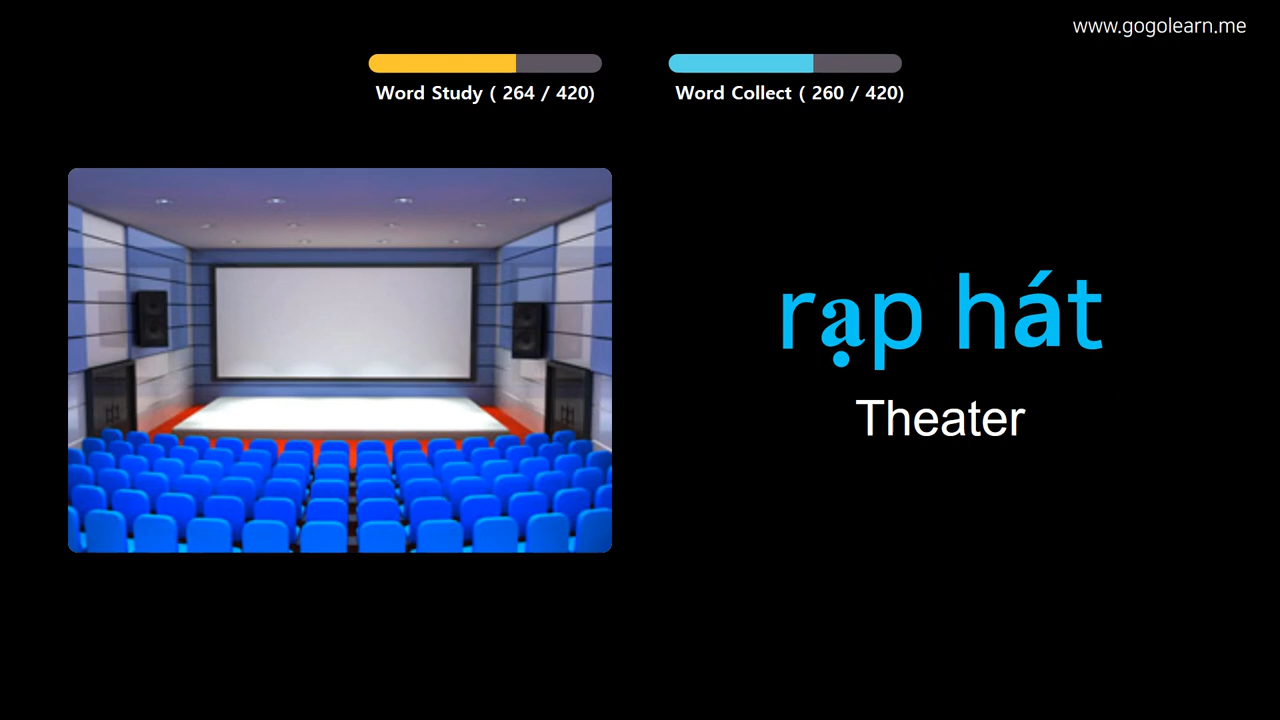 www.gogolearn.me
Word Study ( 264 / 420)
Word Collect ( 260 / 420)
rạp hát
Theater